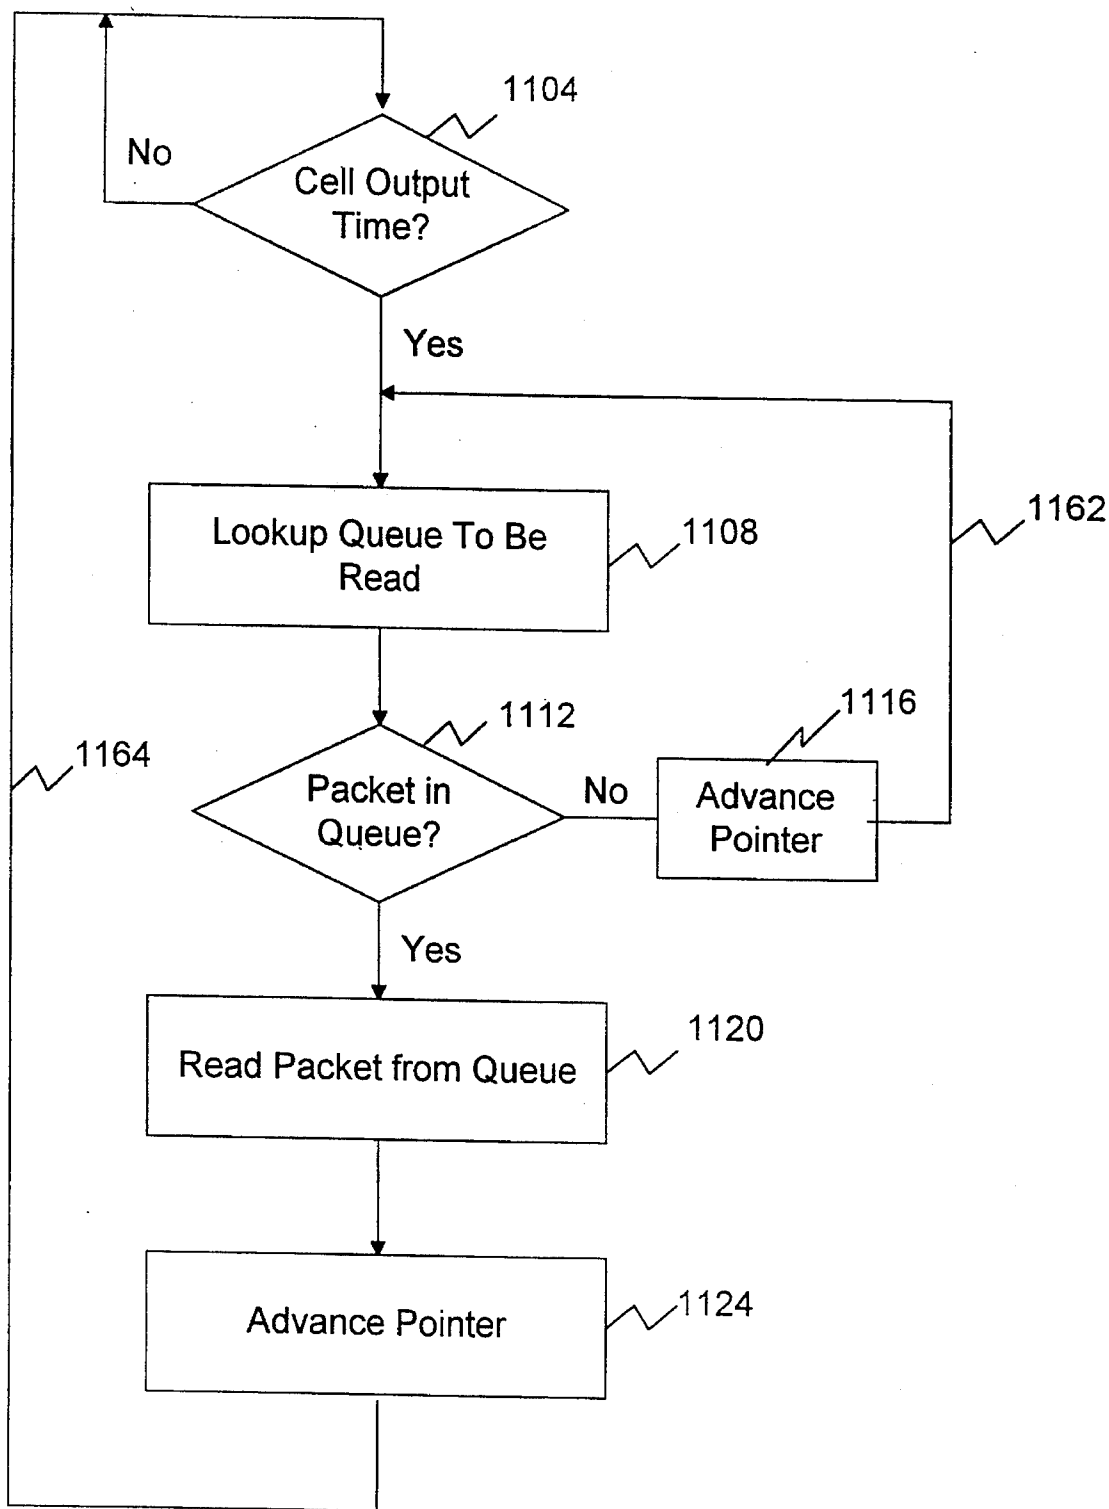 1104
No
Cell Output
Time?
Yes
1162
Lookup Queue To Be
Read
1108
1112
1116
1164
Packet in
Queue?
No
Advance
Pointer
Yes
1120
Read Packet from Queue
Advance Pointer
1124